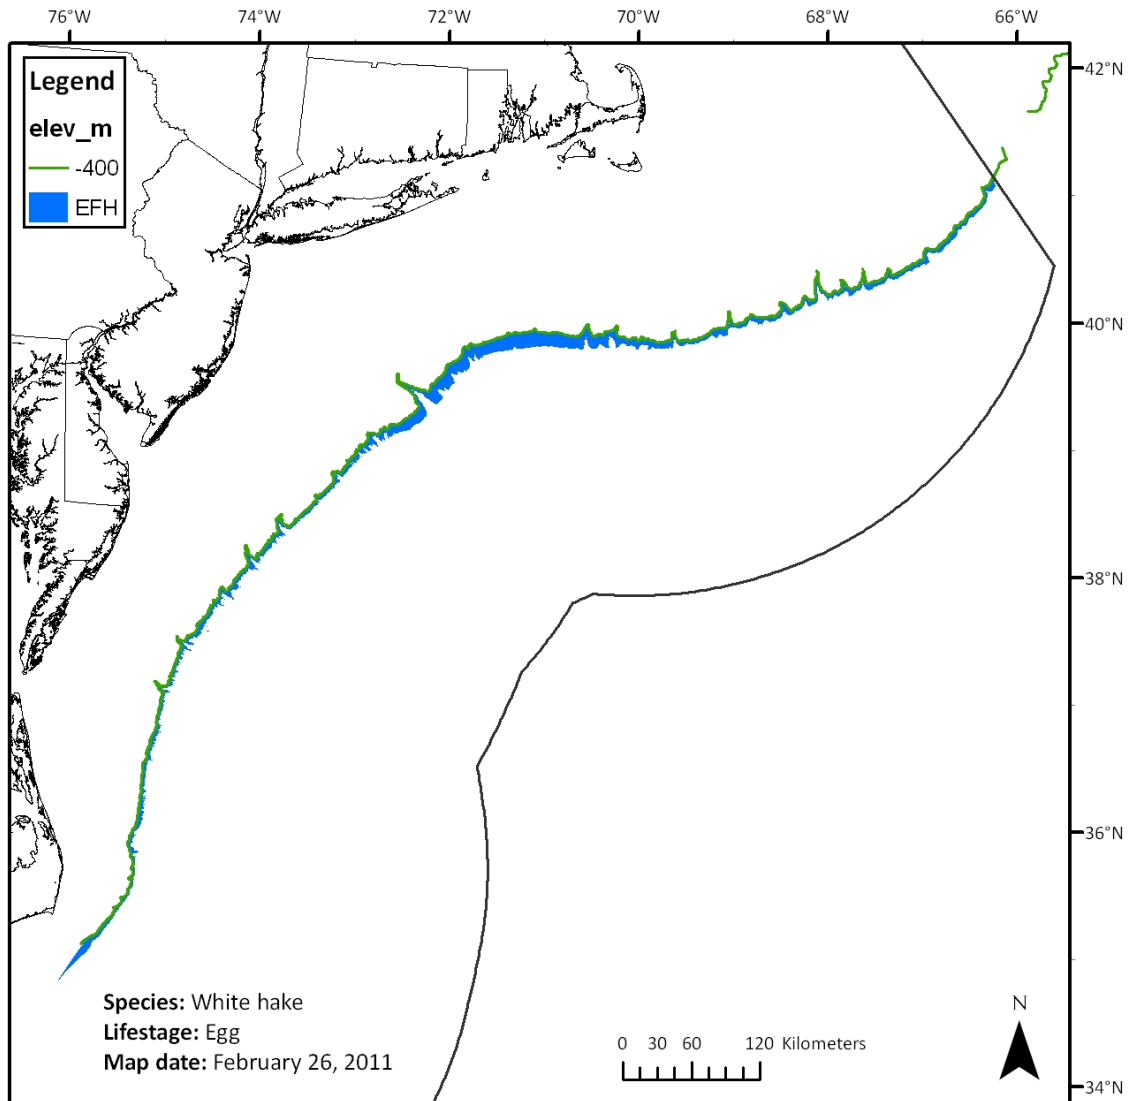 76°W 74°W 72°W 70°W 68°W 66°W
Legend
elev_m
-400
EFH
42°N
40°N
38°N
36°N
34°N
Species: White hake
Lifestage: Egg
Map date: February 26, 2011
0 30 60 120 Kilometers
N